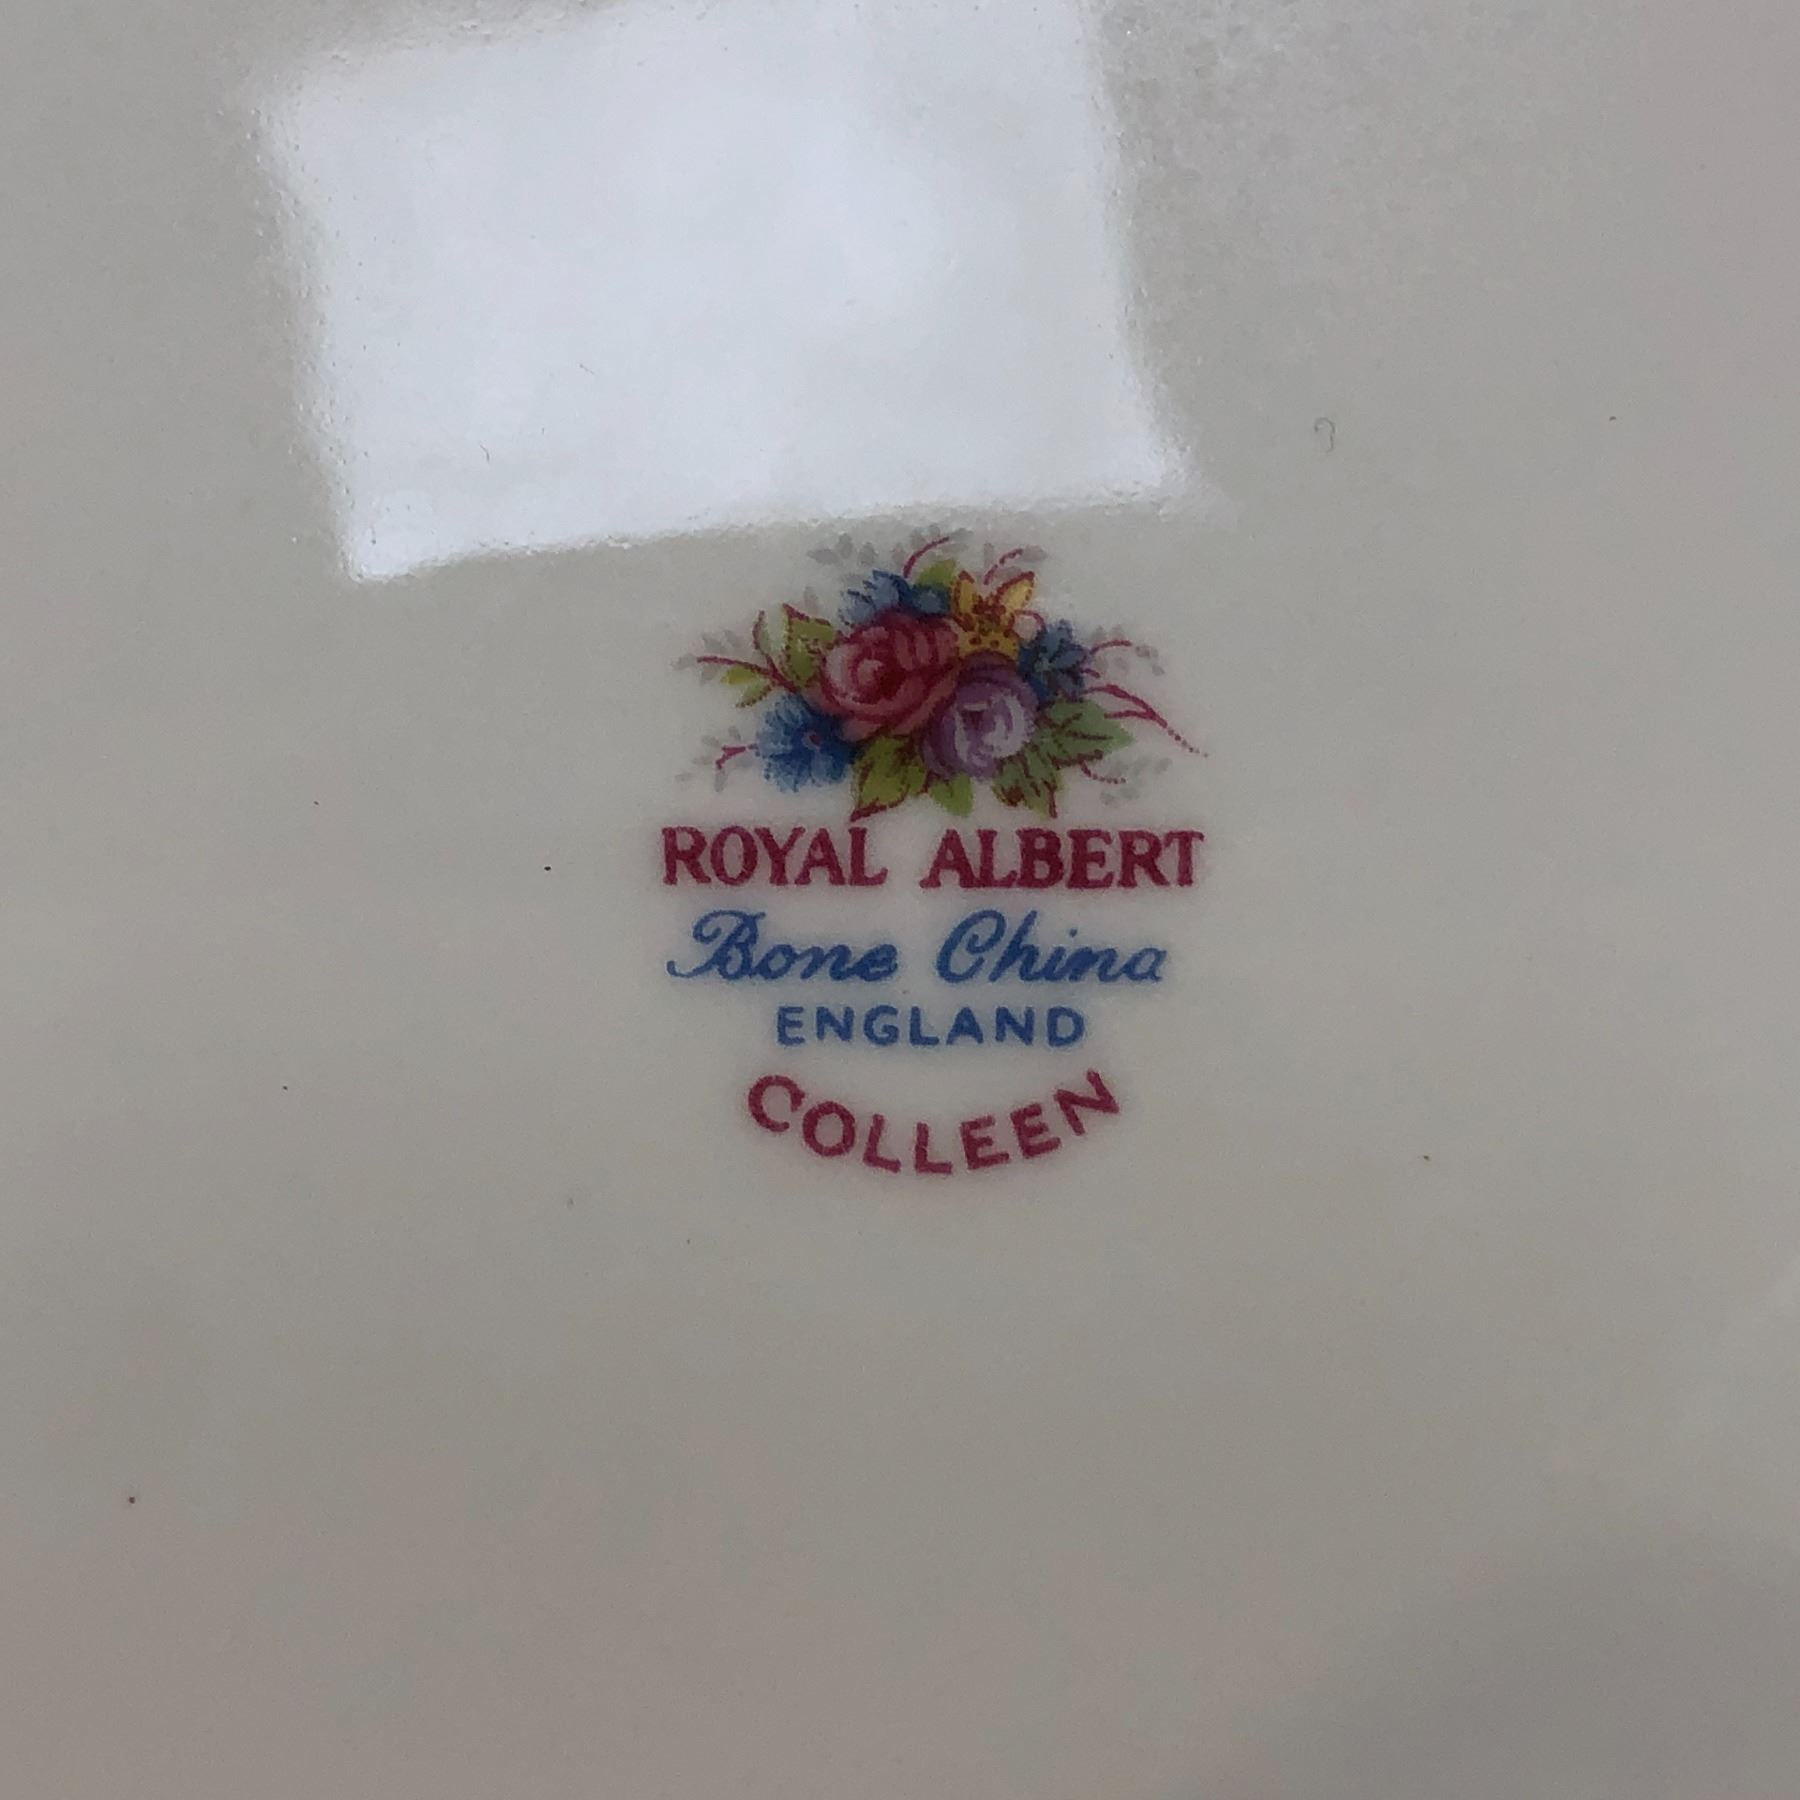 ROYAL ALBERT
Bone China
ENGLAND
COLLEEN